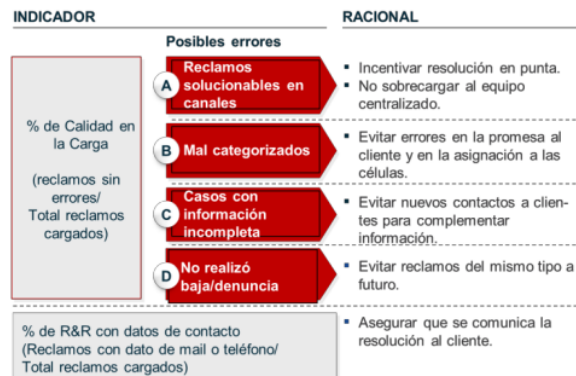 INDICADOR
RACIONAL
Posibles errores
% de Calidad en
la Carga
(reclamos sin
errores/
Total reclamos
cargados)
A
Reclamos
solucionables en
canales
▪ Incentivar resolución en punta.
▪ No sobrecargar al equipo
centralizado.
B
Mal categorizados
▪ Evitar errores en la promesa al
cliente y en la asignación a las
células.
C
Casos con
información
incompleta
▪ Evitar nuevos contactos a clien-
tes para complementar
información.
D
No realizó
baja/denuncia
▪ Evitar reclamos del mismo tipo a
futuro.
% de R&R con datos de contacto
(Reclamos con dato de mail o teléfono/
Total reclamos cargados)
▪ Asegurar que se comunica la
resolución al cliente.